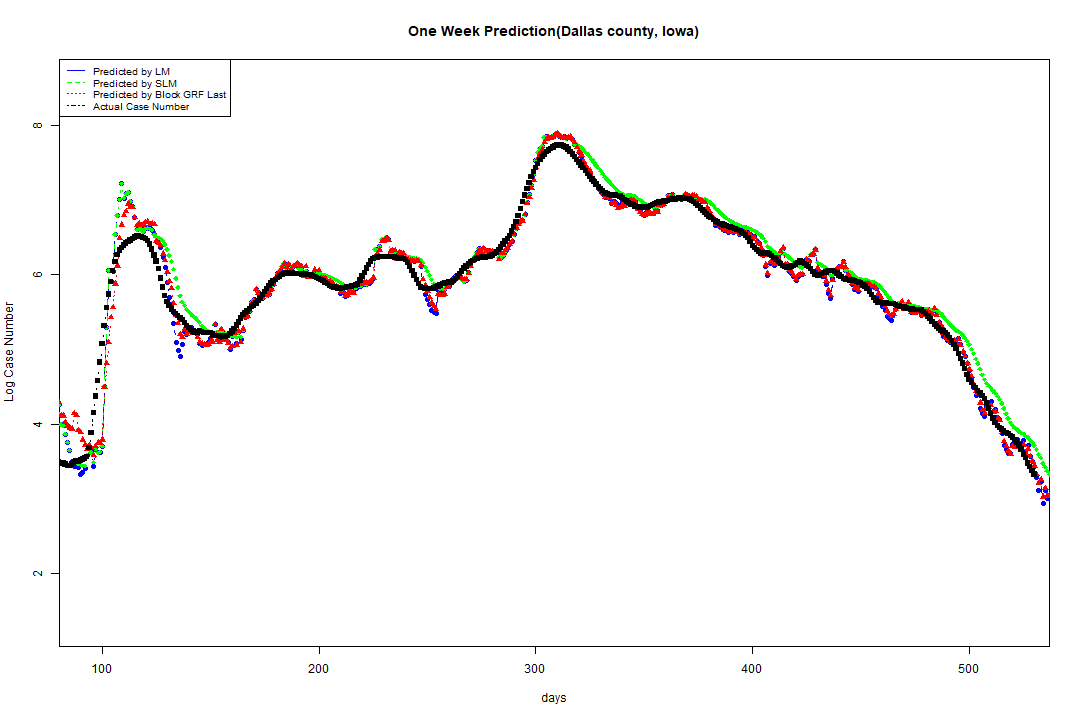 One Week Prediction(Dallas county, Iowa)
Predicted by LM
Predicted by SLM
Predicted by Block GRF Last
Actual Case Number
8
6
4
2
Log Case Number
100 200 300 400 500
days